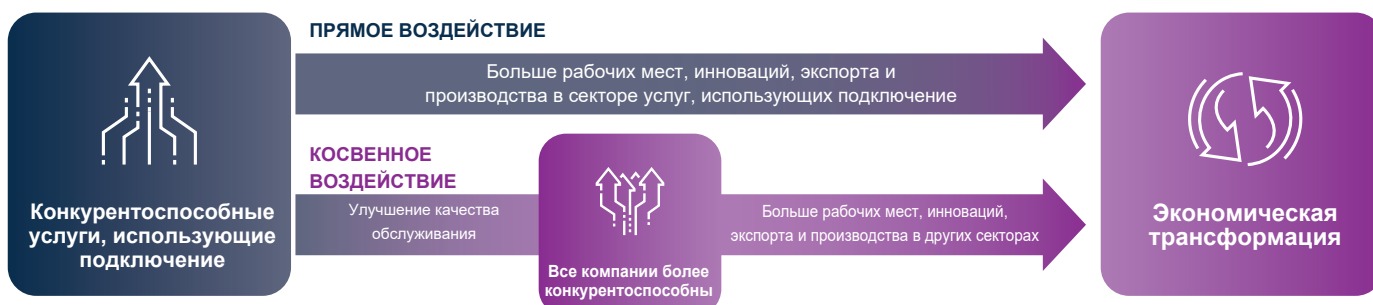 Конкурентоспособные
услуги, использующие
подключение
ПРЯМОЕ ВОЗДЕЙСТВИЕ
Больше рабочих мест, инноваций, экспорта и
производства в секторе услуг, использующих подключение
КОСВЕННОЕ
ВОЗДЕЙСТВИЕ
Улучшение качества
обслуживания
Все компании более
конкурентоспособны
Больше рабочих мест, инноваций,
экспорта и производства в других секторах
Экономическая
трансформация